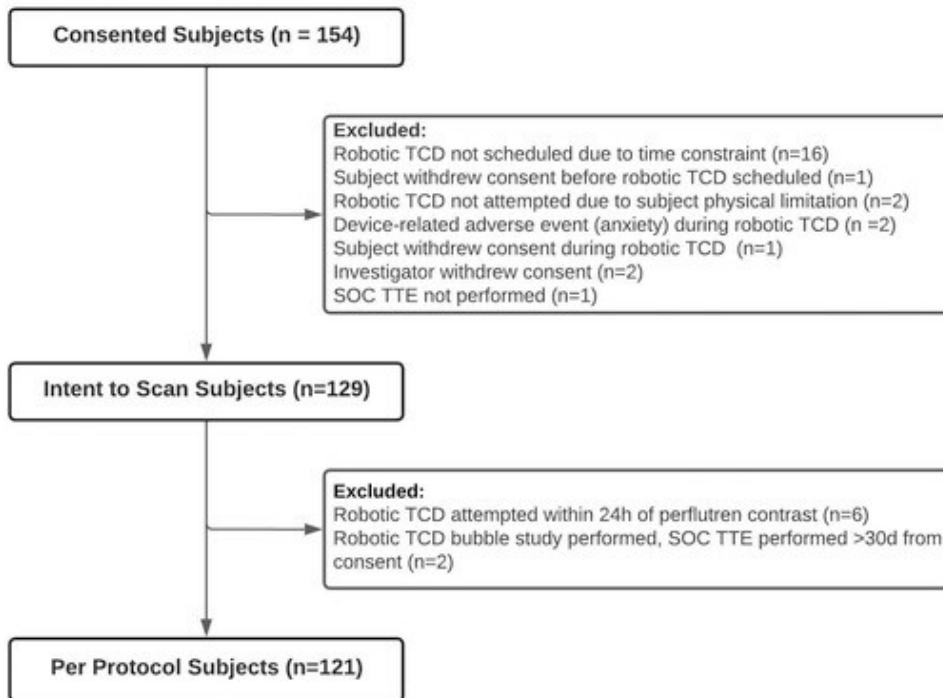 Consented Subjects (n = 154)
Excluded:
Robotic TCD not scheduled due to time constraint (n=16)
Subject withdrew consent before robotic TCD scheduled (n=1)
Robotic TCD not attempted due to subject physical limitation (n=2)
Device-related adverse event (anxiety) during robotic TCD (n =2)
Subject withdrew consent during robotic TCD (n=1)
Investigator withdrew consent (n=2)
SOC TTE not performed (n=1)
Intent to Scan Subjects (n=129)
Excluded:
Robotic TCD attempted within 24h of perflutren contrast (n=6)
Robotic TCD bubble study performed, SOC TTE performed >30d from
consent (n=2)
Per Protocol Subjects (n=121)